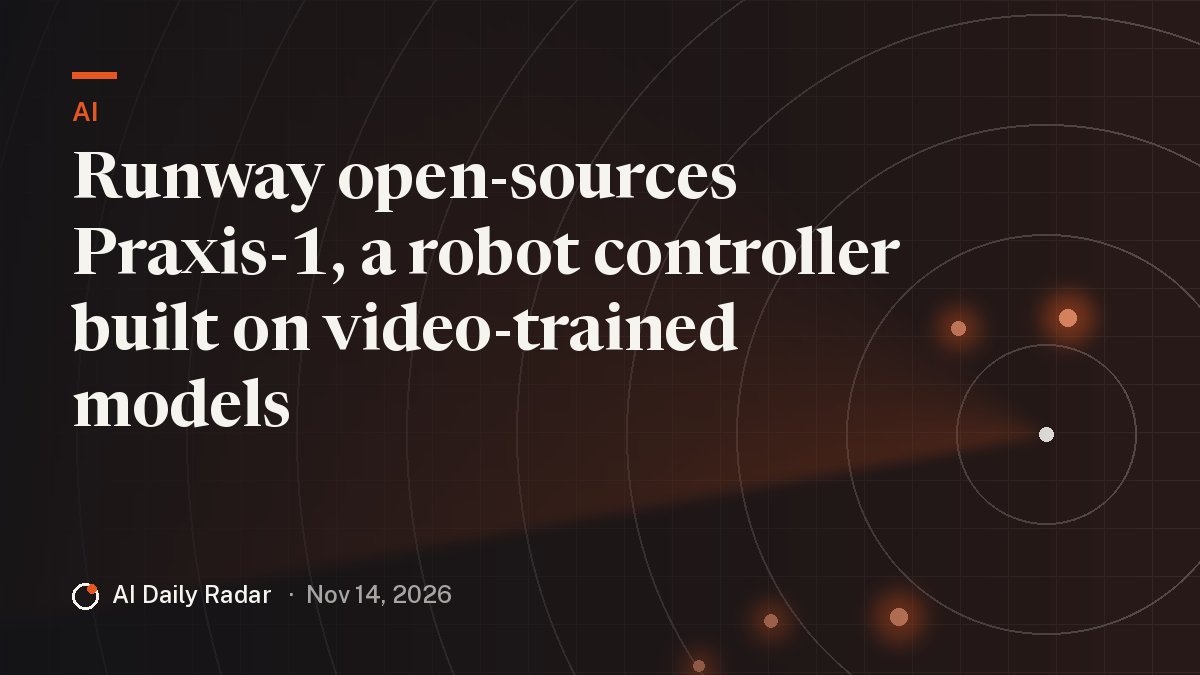 AI
Runway open-sources
Praxis-1, a robot controller
built on video-trained
models
AI Daily Radar · Nov 14, 2026